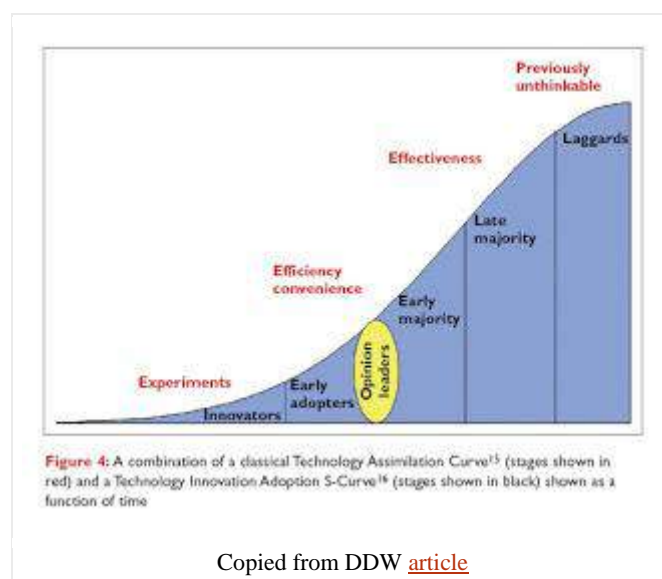 Previously
unthinkable
Laggards
Effectiveness
Late
majority
Efficiency
convenience
Early
majority
Opinion
leaders
Experiments
Early
adopters
Innovators
Figure 4: A combination of a classical Technology Assimilation Curve¹⁵ (stages shown in
red) and a Technology Innovation Adoption S-Curve¹⁶ (stages shown in black) shown as a
function of time
Copied from DDW article